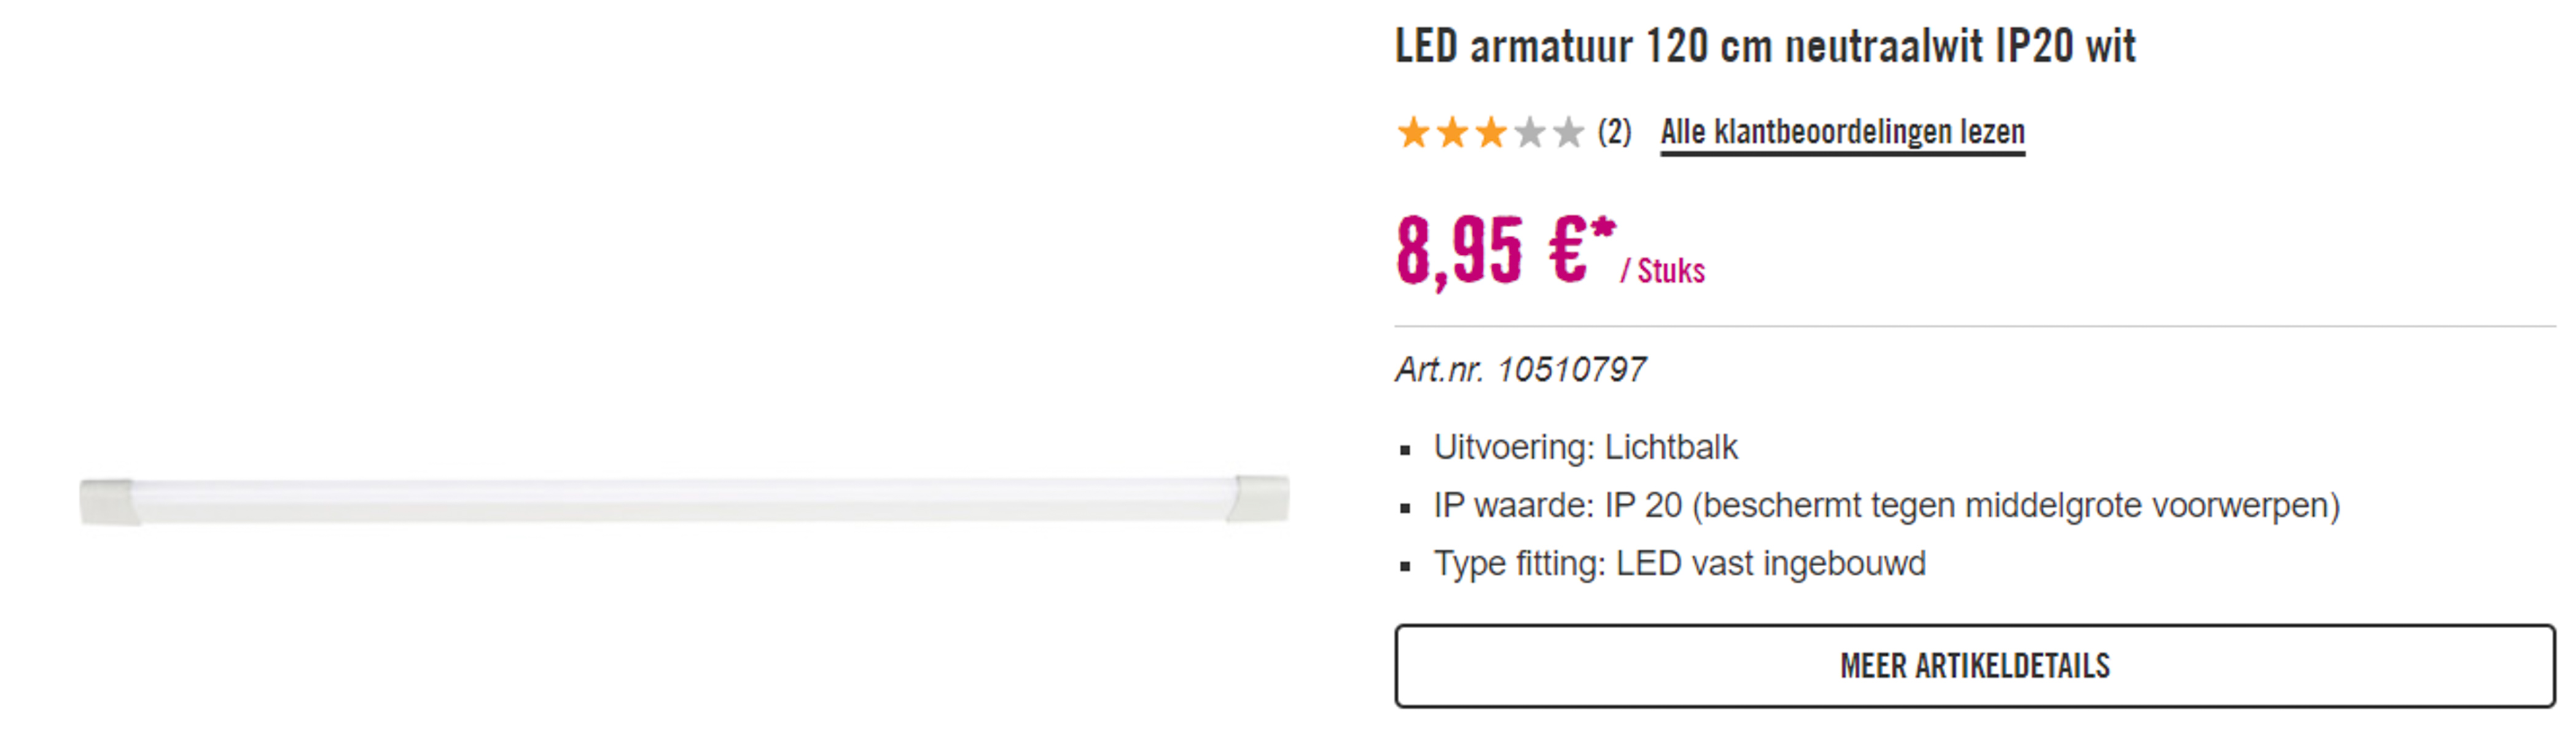 LED armatuur 120 cm neutraalwit IP20 wit
(2) Alle klantbeoordelingen lezen
8,95 €* / Stuks
Art.nr. 10510797
▪ Uitvoering: Lichtbalk
▪ IP waarde: IP 20 (beschermt tegen middelgrote voorwerpen)
▪ Type fitting: LED vast ingebouwd
MEER ARTIKELDETAILS